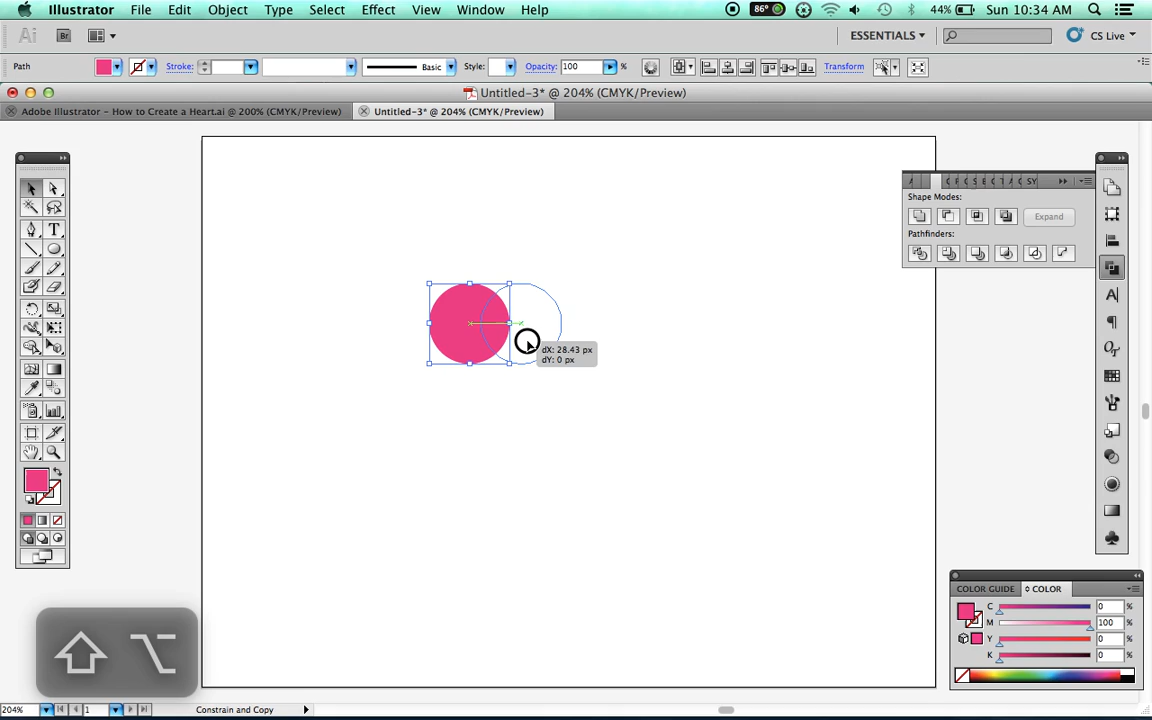 Illustrator File Edit Object Type Select Effect View Window Help 86° 44% Sun 10:34 AM
Ai Br ESSENTIALS CS Live
Path Stroke: Basic Style: Opacity: 100 % Transform
Untitled-3* @ 204% (CMYK/Preview)
Adobe Illustrator – How to Create a Heart.ai @ 200% (CMYK/Preview) Untitled-3* @ 204% (CMYK/Preview)
SY
Shape Modes:
Expand
Pathfinders:
dX: 28.43 px
dY: 0 px
COLOR GUIDE COLOR
C 0 %
M 100 %
Y 0 %
K 0 %
204% 1 Constrain and Copy